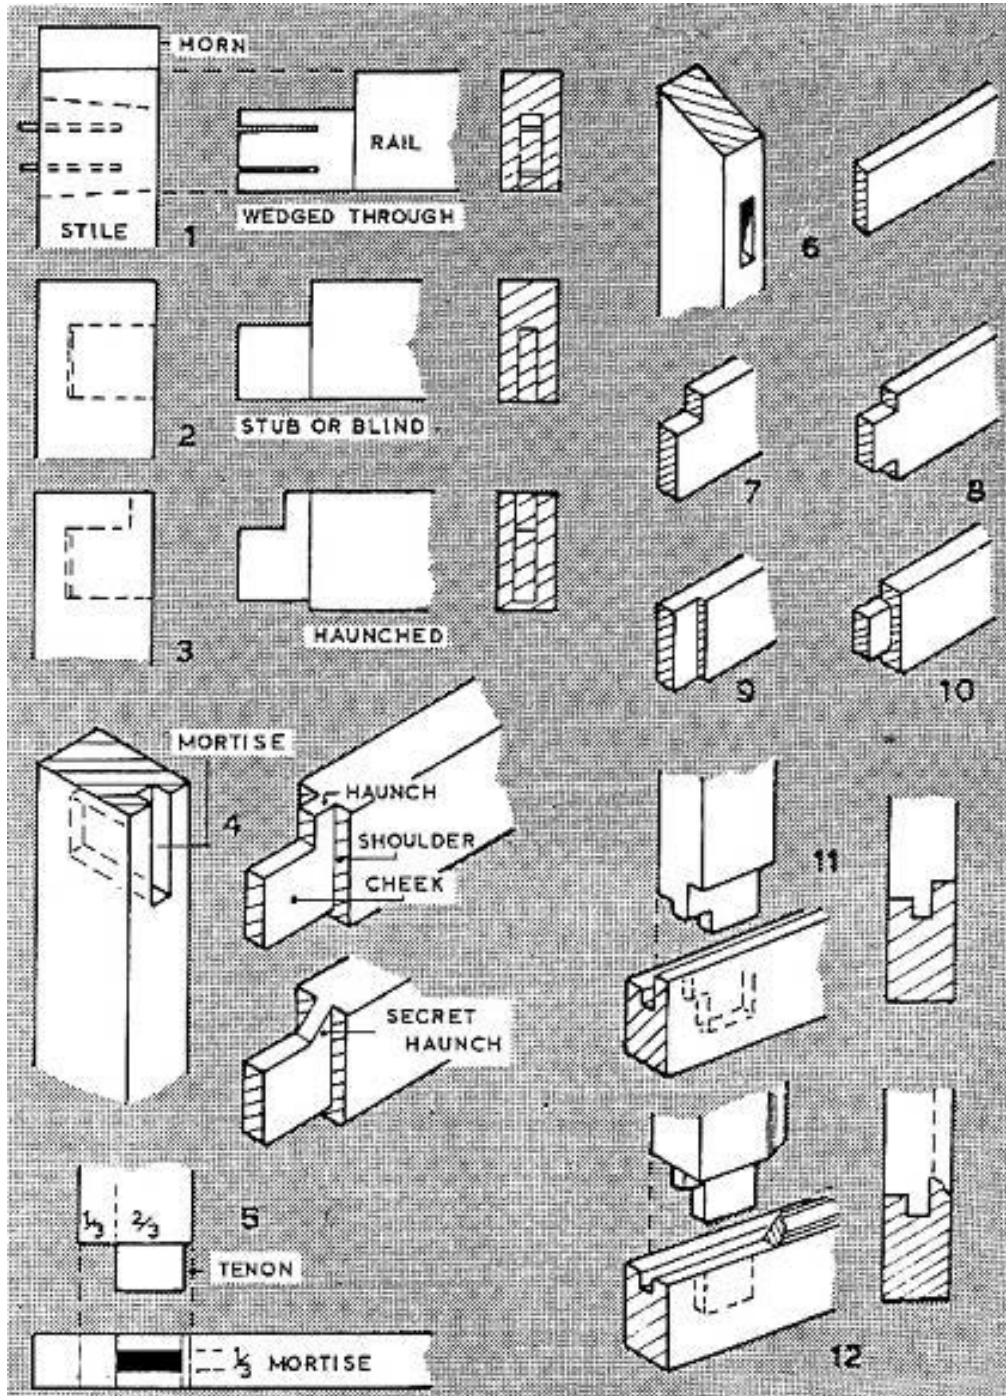 HORN
RAIL
STILE
1
WEDGED THROUGH
2
STUB OR BLIND
3
HAUNCHED
MORTISE
4
HAUNCH
SHOULDER
CHEEK
SECRET
HAUNCH
5
1/3
2/3
TENON
1/3 MORTISE
6
7
8
9
10
11
12